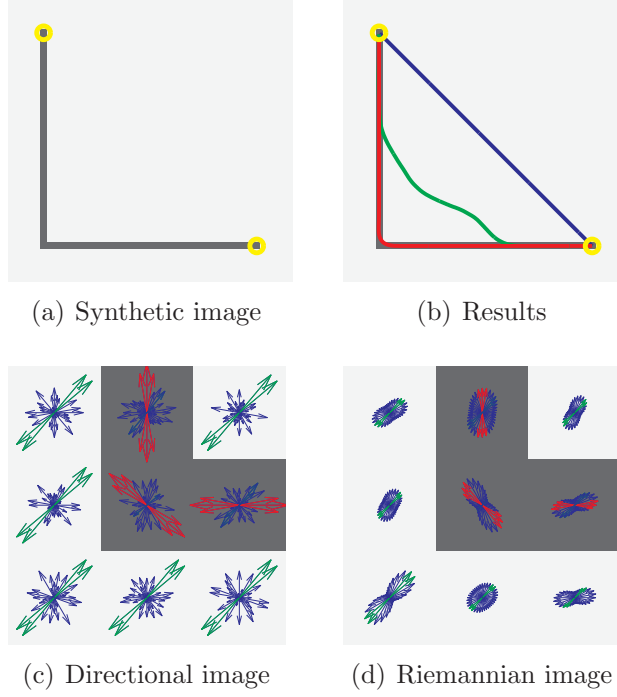 (a) Synthetic image
(b) Results
(c) Directional image
(d) Riemannian image